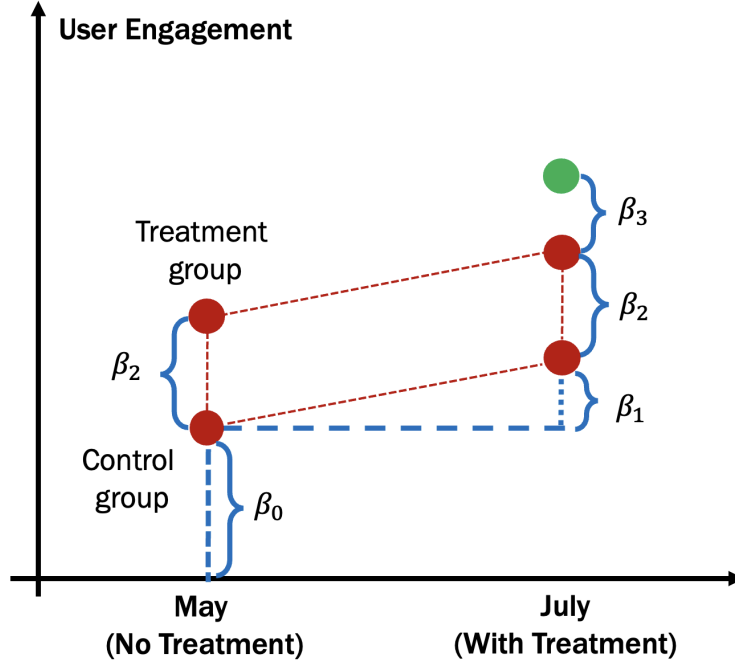 User Engagement
β₃
Treatment
group
β₂
β₂
β₁
Control
group
β₀
May
(No Treatment)
July
(With Treatment)